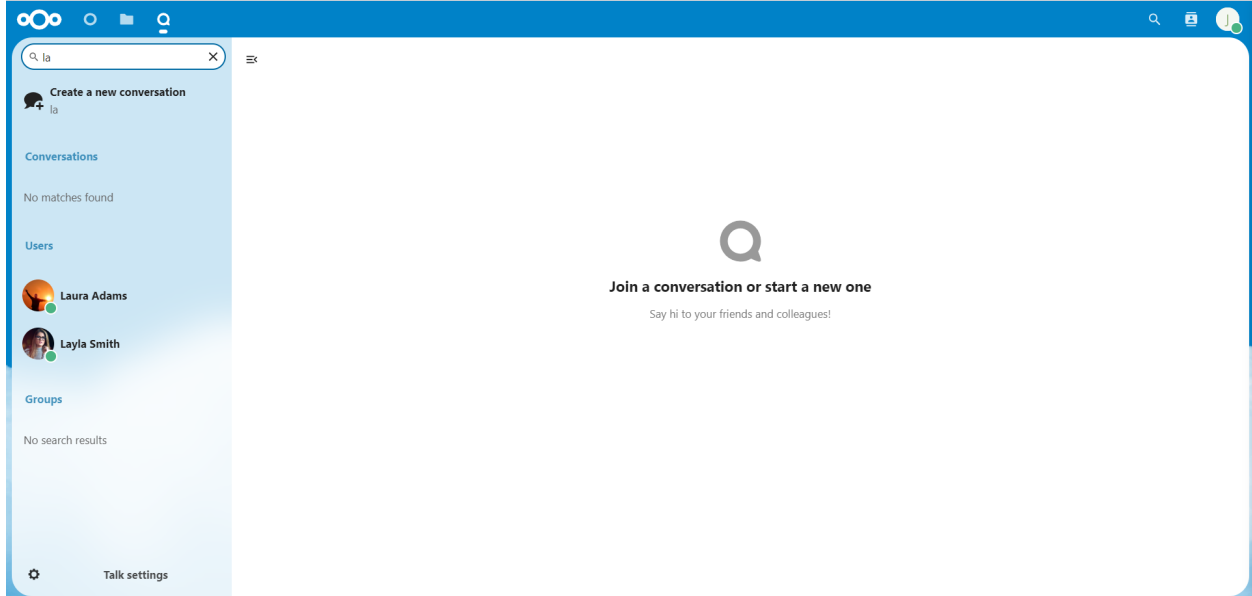 la
Create a new conversation
la
Conversations
No matches found
Users
Laura Adams
Layla Smith
Groups
No search results
Talk settings
Join a conversation or start a new one
Say hi to your friends and colleagues!
J